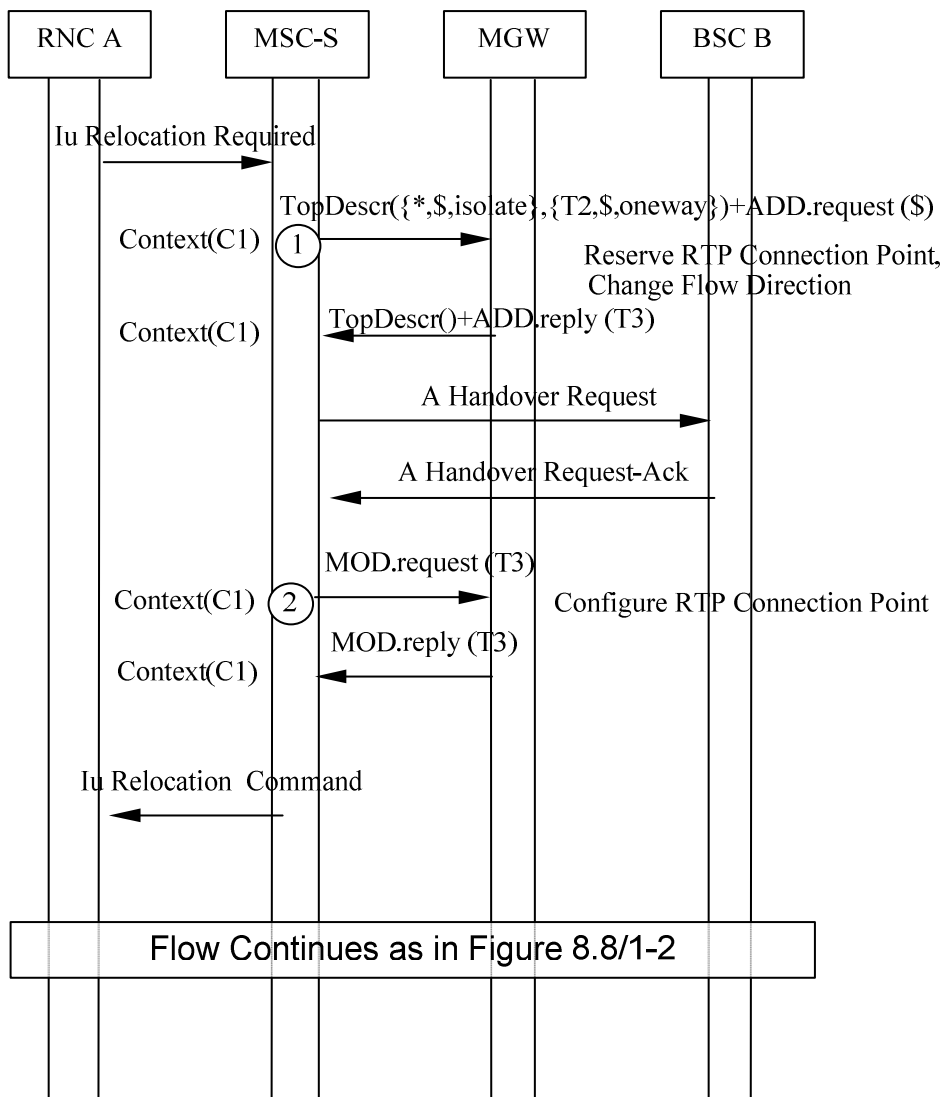 RNC A
MSC-S
MGW
BSC B
Iu Relocation Required
TopDescr({*,$,isolate},{T2,$,oneway})+ADD.request ($)
Context(C1)
1
Reserve RTP Connection Point,
Change Flow Direction
TopDescr()+ADD.reply (T3)
Context(C1)
A Handover Request
A Handover Request-Ack
MOD.request (T3)
Context(C1)
2
Configure RTP Connection Point
MOD.reply (T3)
Context(C1)
Iu Relocation Command
Flow Continues as in Figure 8.8/1-2